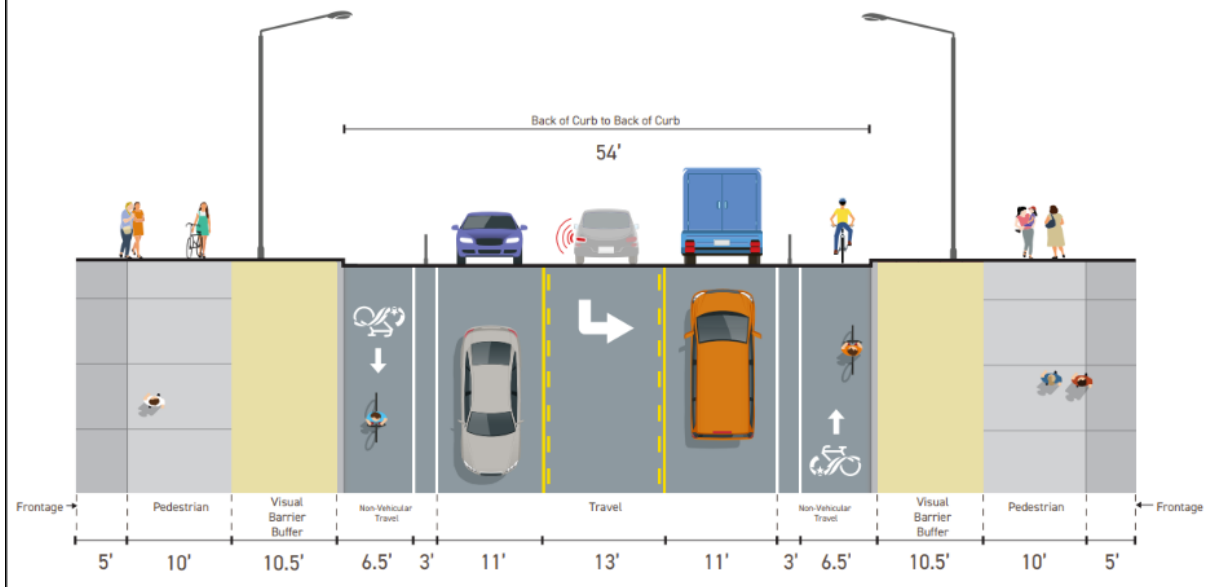 Back of Curb to Back of Curb
54'
Frontage
Pedestrian
Visual
Barrier
Buffer
Non-Vehicular
Travel
Travel
Non-Vehicular
Travel
Visual
Barrier
Buffer
Pedestrian
Frontage
5' 10' 10.5' 6.5' 3' 11' 13' 11' 3' 6.5' 10.5' 10' 5'